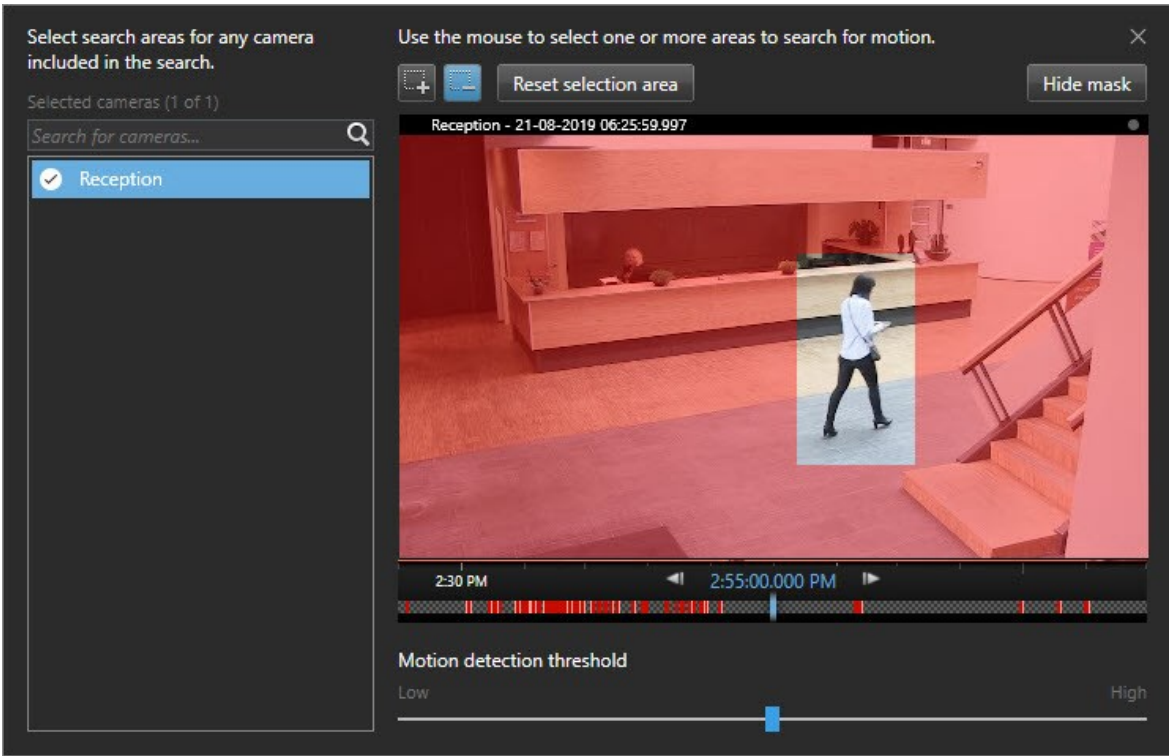 Select search areas for any camera
included in the search.
Selected cameras (1 of 1)
Search for cameras...
Reception
Use the mouse to select one or more areas to search for motion.
Reset selection area
Hide mask
Reception - 21-08-2019 06:25:59.997
2:30 PM
2:55:00.000 PM
Motion detection threshold
Low
High